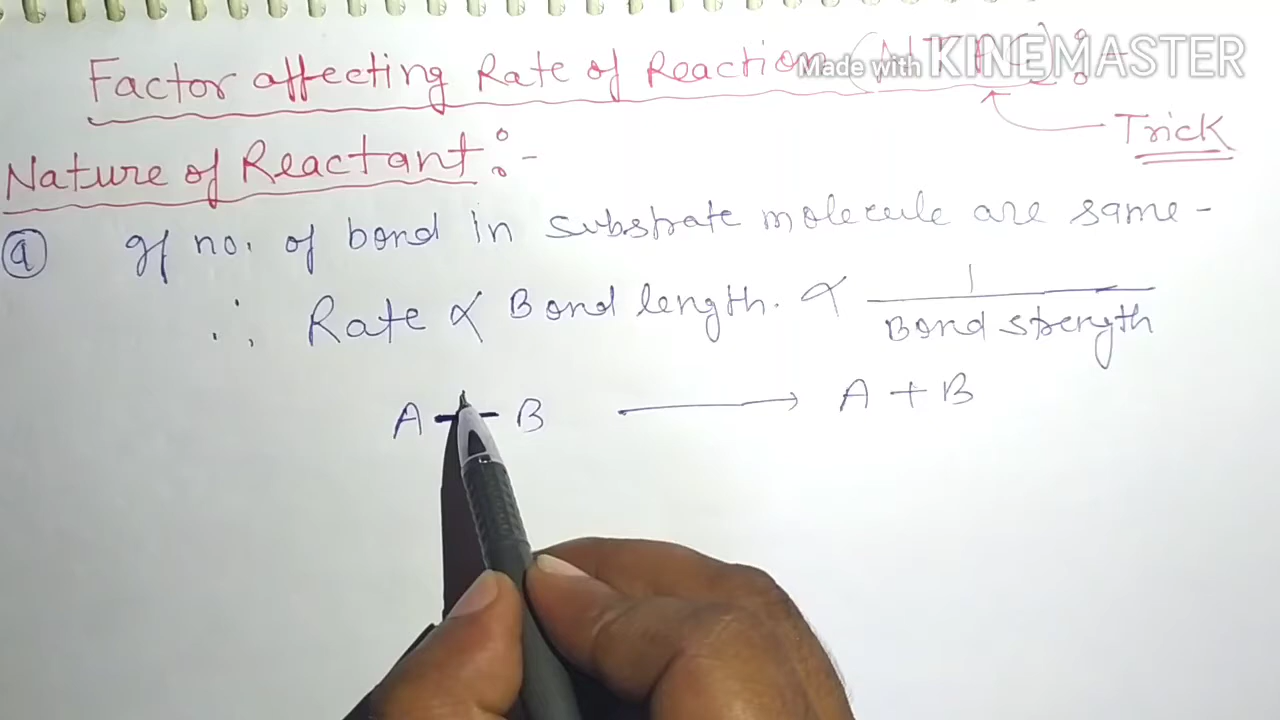 Factor affecting Rate of Reaction
Made with KINEMASTER
Trick
Nature of Reactant :-
a If no. of bond in substrate molecule are same -
∴ Rate ∝ Bond length. ∝ 1 / Bond strength
A — B → A + B